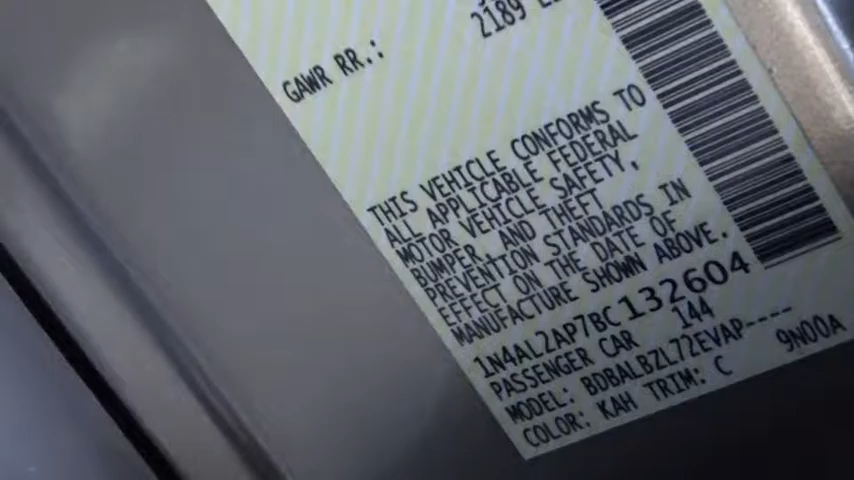 GAWR RR.: 2189
THIS VEHICLE CONFORMS TO
ALL APPLICABLE FEDERAL
MOTOR VEHICLE SAFETY,
BUMPER, AND THEFT
PREVENTION STANDARDS IN
EFFECT ON THE DATE OF
MANUFACTURE SHOWN ABOVE.
1N4AL2AP7BC132604
PASSENGER CAR 144
MODEL: BDBALBZL72EVAP----
COLOR: KAH TRIM: C 9N00A